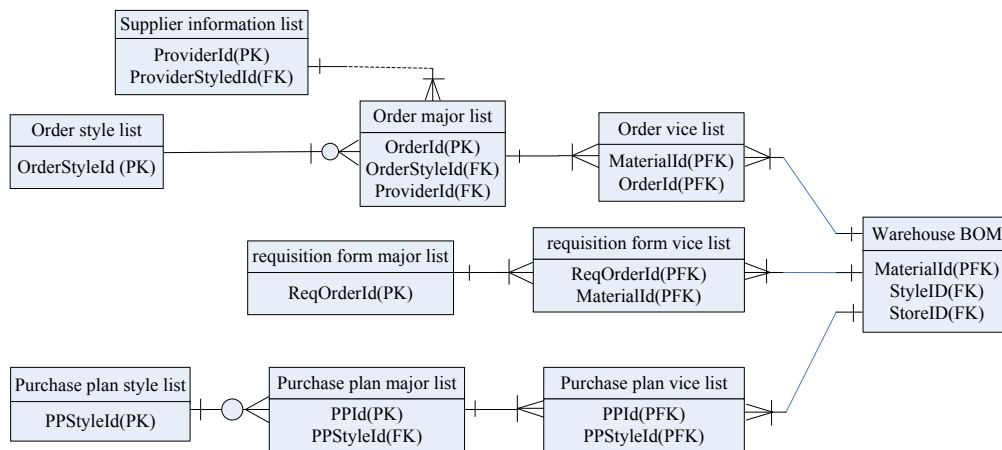 Supplier information list
ProviderId(PK)
ProviderStyledId(FK)
Order style list
OrderStyleId (PK)
Order major list
OrderId(PK)
OrderStyleId(FK)
ProviderId(FK)
Order vice list
MaterialId(PFK)
OrderId(PFK)
requisition form major list
ReqOrderId(PK)
requisition form vice list
ReqOrderId(PFK)
MaterialId(PFK)
Warehouse BOM
MaterialId(PFK)
StyleID(FK)
StoreID(FK)
Purchase plan style list
PPStyleId(PK)
Purchase plan major list
PPId(PK)
PPStyleId(FK)
Purchase plan vice list
PPId(PFK)
PPStyleId(PFK)